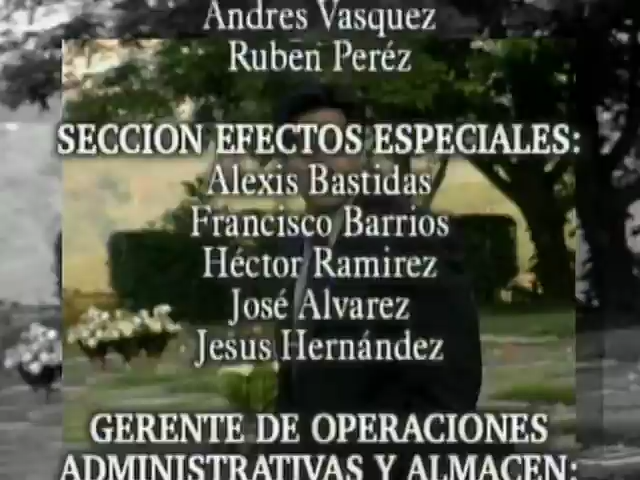 Andres Vasquez
Ruben Peréz
SECCION EFECTOS ESPECIALES:
Alexis Bastidas
Francisco Barrios
Héctor Ramirez
José Alvarez
Jesus Hernández
GERENTE DE OPERACIONES
ADMINISTRATIVAS Y ALMACEN: